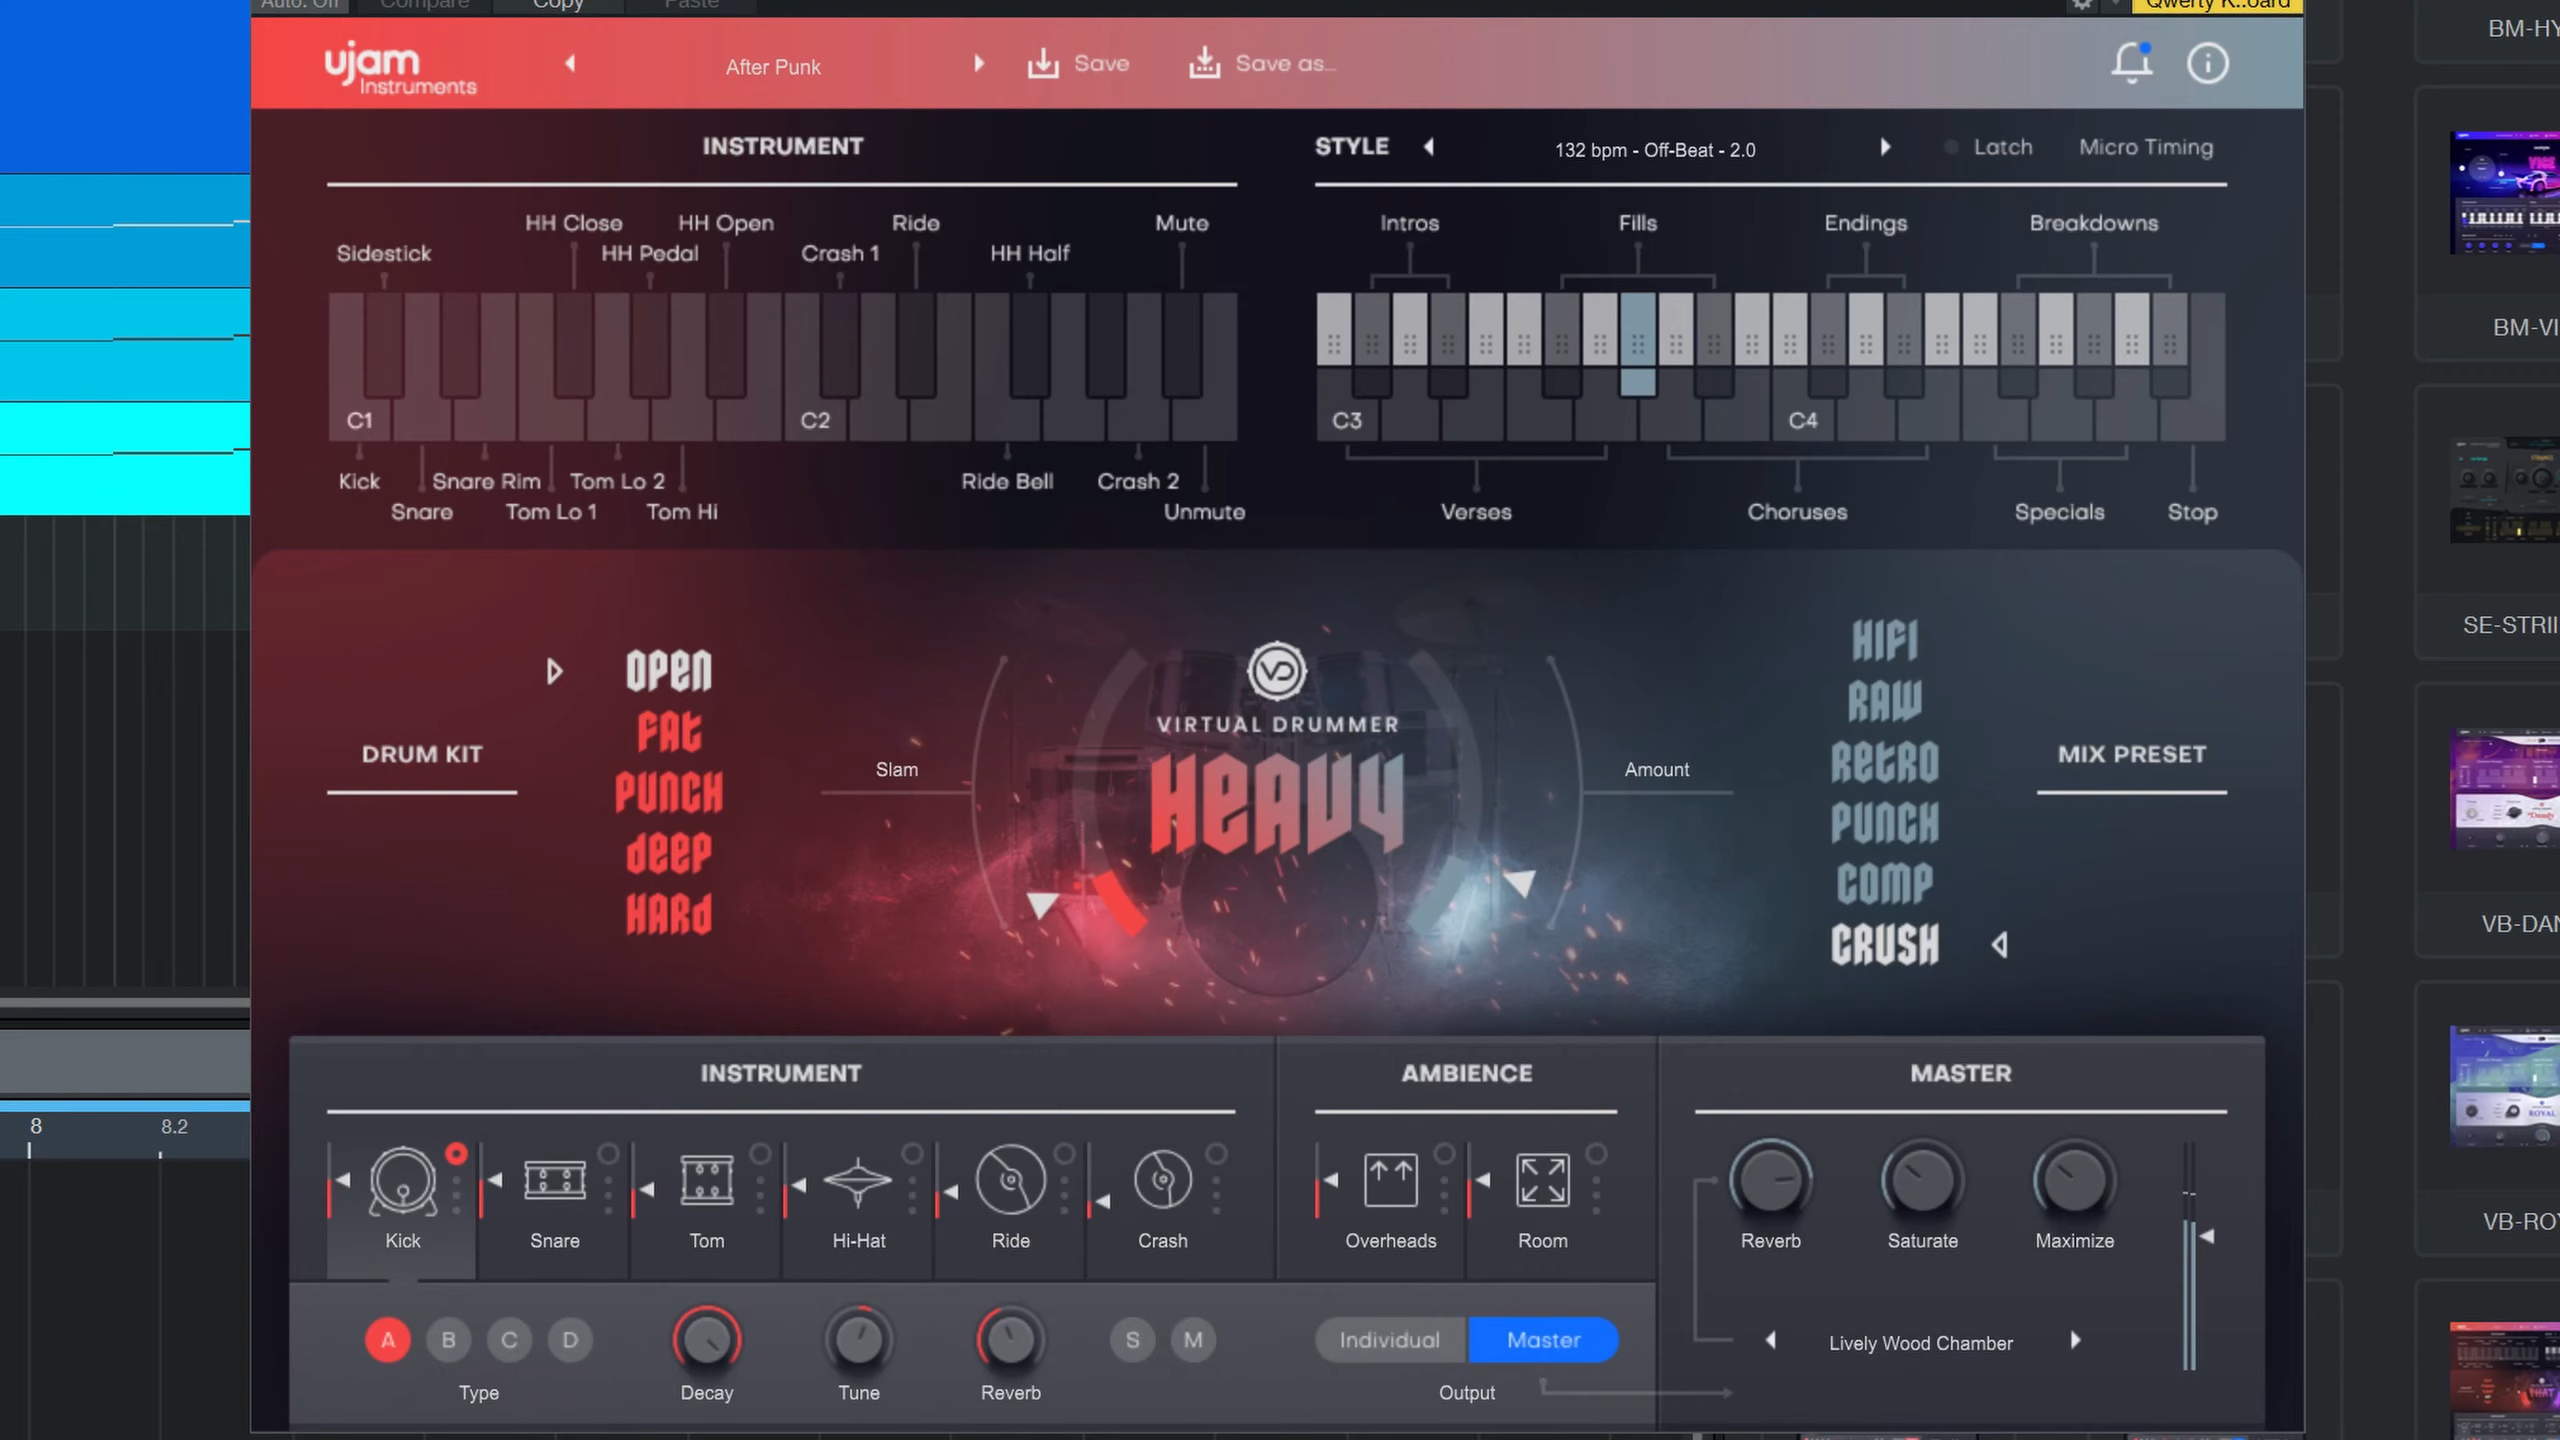 Auto: Off Compare Copy Paste Qwerty K..oard
ujam Instruments After Punk Save Save as...
INSTRUMENT
STYLE 132 bpm - Off-Beat - 2.0 Latch Micro Timing
HH Close HH Open Ride Mute
Sidestick HH Pedal Crash 1 HH Half
Intros Fills Endings Breakdowns
C1 C2 C3 C4
Kick Snare Rim Tom Lo 2 Ride Bell Crash 2
Snare Tom Lo 1 Tom Hi Unmute
Verses Choruses Specials Stop
DRUM KIT
OPEN
FAT
PUNCH
DEEP
HARD
Slam
VD
VIRTUAL DRUMMER
HEAVY
Amount
HIFI
RAW
RETRO
PUNCH
COMP
CRUSH
MIX PRESET
INSTRUMENT AMBIENCE MASTER
Kick Snare Tom Hi-Hat Ride Crash Overheads Room Reverb Saturate Maximize
A B C D S M Individual Master Lively Wood Chamber
Type Decay Tune Reverb Output
8 8.2
BM-HY
BM-VI
SE-STRII
VB-DAN
VB-ROY